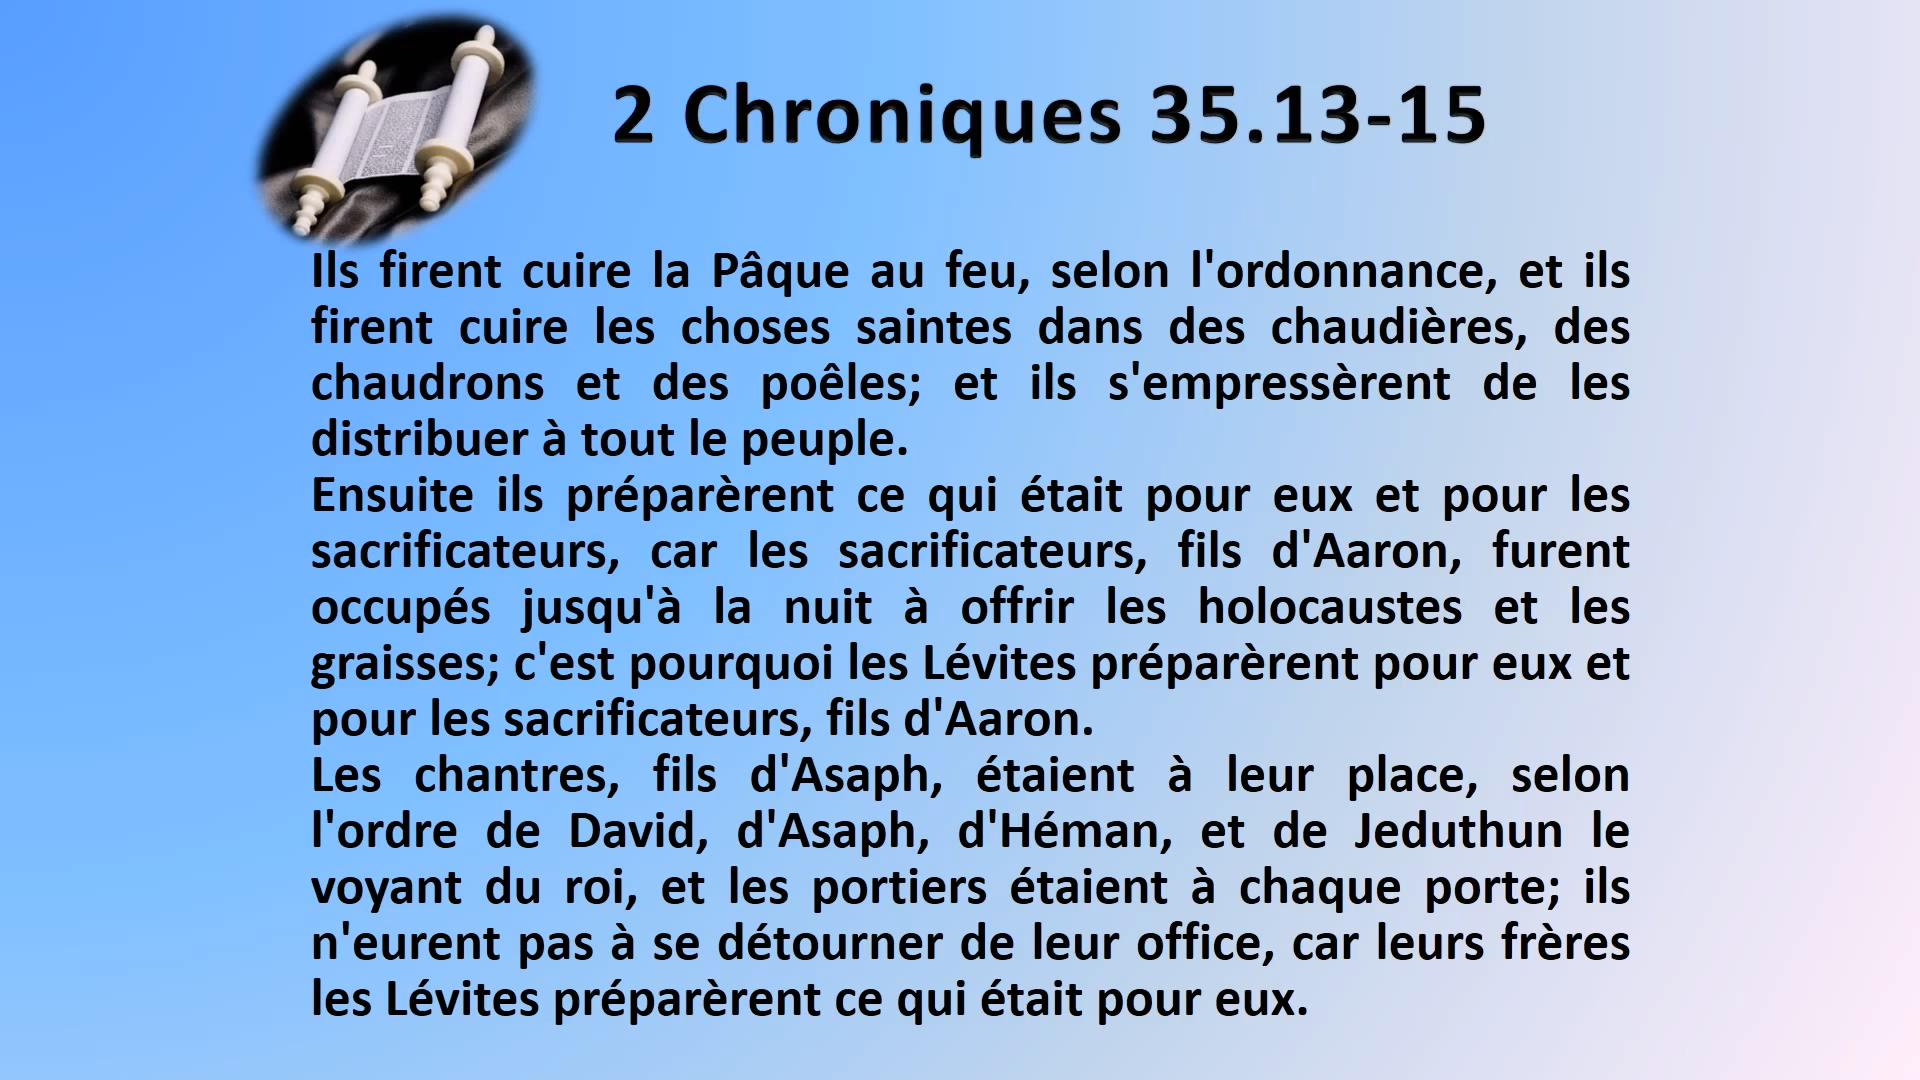 2 Chroniques 35.13-15
Ils firent cuire la Pâque au feu, selon l'ordonnance, et ils
firent cuire les choses saintes dans des chaudières, des
chaudrons et des poêles; et ils s'empressèrent de les
distribuer à tout le peuple.
Ensuite ils préparèrent ce qui était pour eux et pour les
sacrificateurs, car les sacrificateurs, fils d'Aaron, furent
occupés jusqu'à la nuit à offrir les holocaustes et les
graisses; c'est pourquoi les Lévites préparèrent pour eux et
pour les sacrificateurs, fils d'Aaron.
Les chantres, fils d'Asaph, étaient à leur place, selon
l'ordre de David, d'Asaph, d'Héman, et de Jeduthun le
voyant du roi, et les portiers étaient à chaque porte; ils
n'eurent pas à se détourner de leur office, car leurs frères
les Lévites préparèrent ce qui était pour eux.